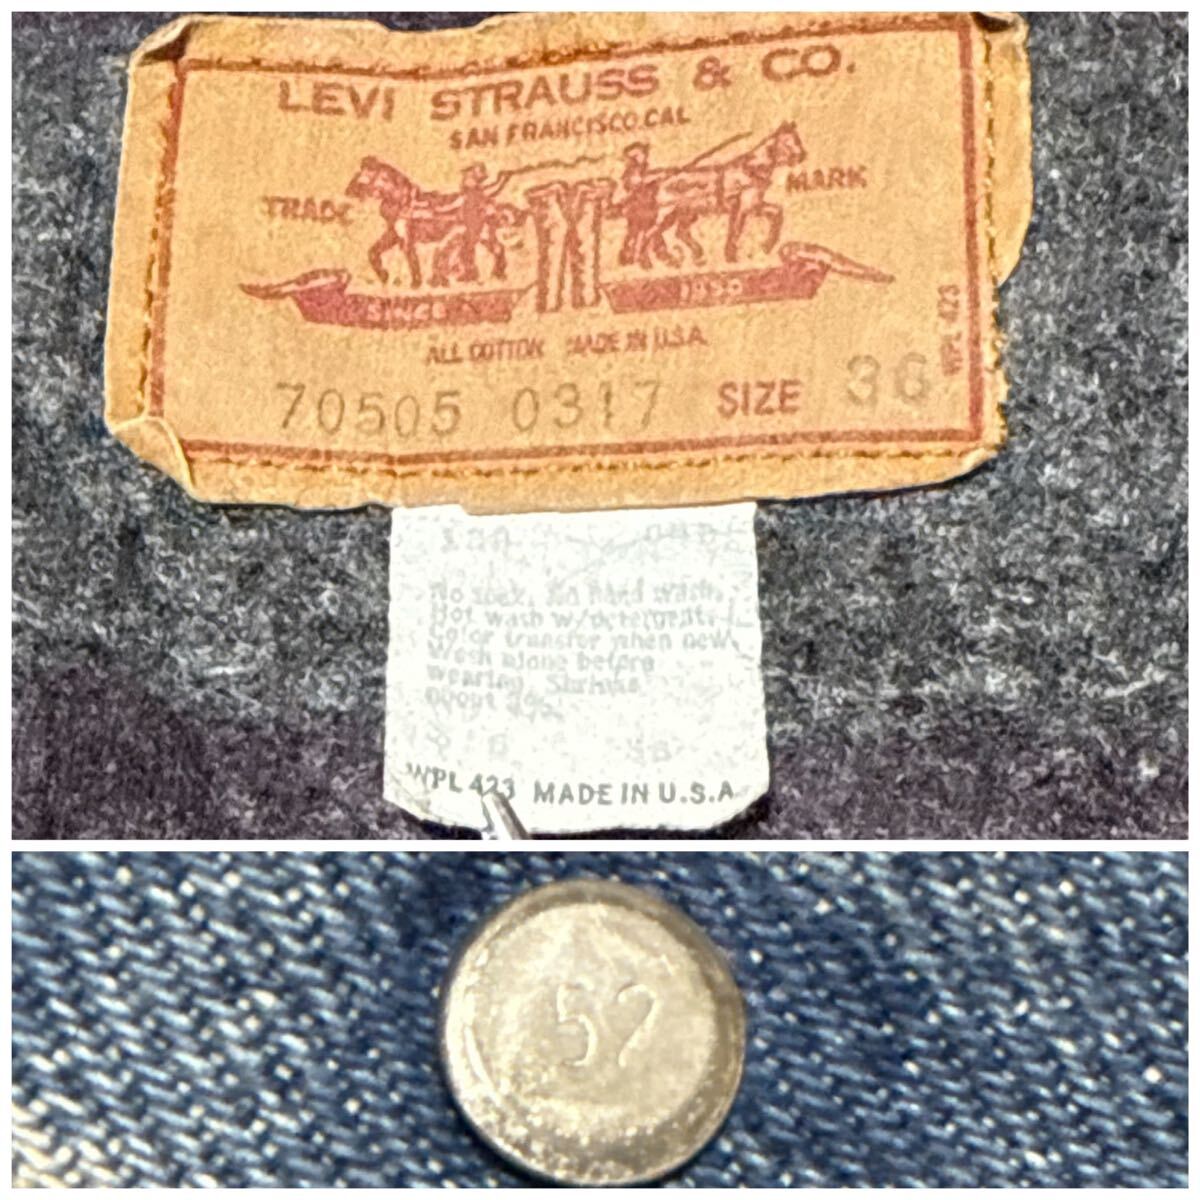 LEVI STRAUSS & CO.
SAN FRANCISCO, CAL
TRADE MARK
SINCE 1850
ALL COTTON MADE IN U.S.A.
70505 0317 SIZE 36
WPL 423
No soak. No hand wash.
Hot wash w/detergent.
Color transfer when new.
Wash alone before
wearing. Shrinks
about
WPL 423 MADE IN U.S.A
52